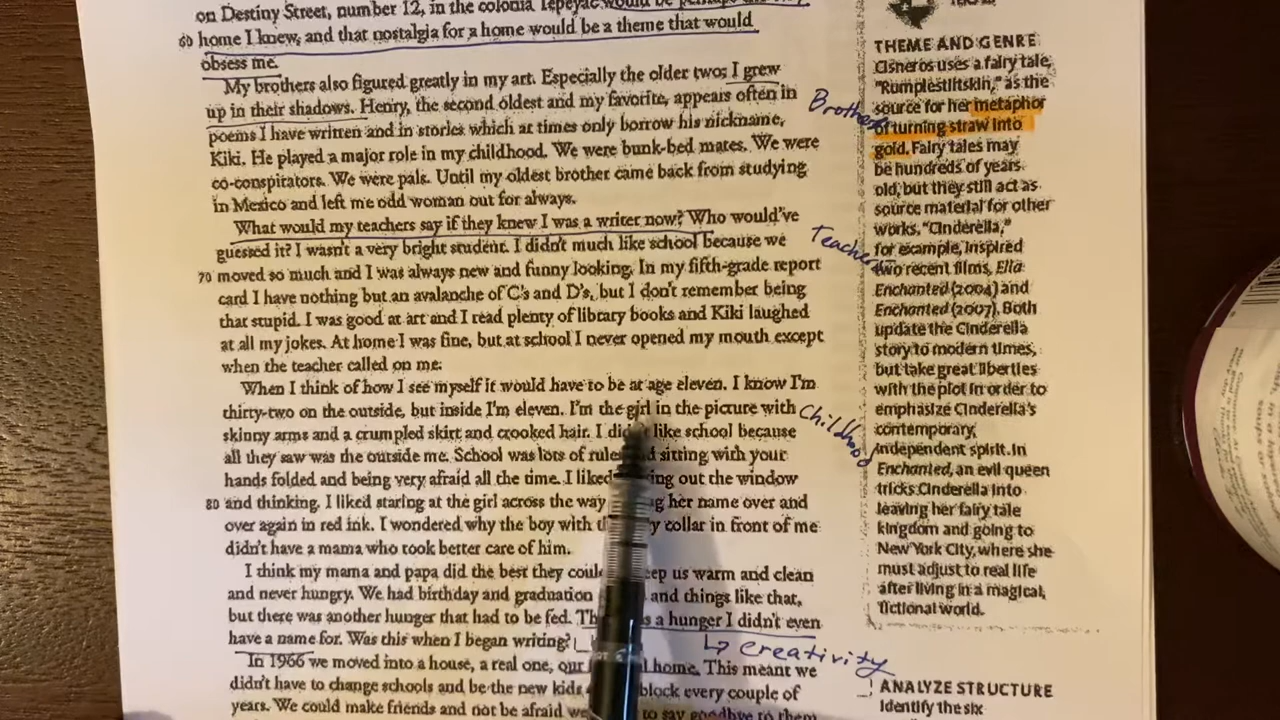 on Destiny Street, number 12, in the colonia Tepeyac would be perhaps the only
60 home I knew, and that nostalgia for a home would be a theme that would
obsess me.
My brothers also figured greatly in my art. Especially the older two; I grew
up in their shadows. Henry, the second oldest and my favorite, appears often in
poems I have written and in stories which at times only borrow his nickname,
Kiki. He played a major role in my childhood. We were bunk-bed mates. We were
co-conspirators. We were pals. Until my oldest brother came back from studying
in Mexico and left me odd woman out for always.
What would my teachers say if they knew I was a writer now? Who would've
guessed it? I wasn't a very bright student. I didn't much like school because we
70 moved so much and I was always new and funny looking. In my fifth-grade report
card I have nothing but an avalanche of C's and D's, but I don't remember being
that stupid. I was good at art and I read plenty of library books and Kiki laughed
at all my jokes. At home I was fine, but at school I never opened my mouth except
when the teacher called on me.
When I think of how I see myself it would have to be at age eleven. I know I'm
thirty-two on the outside, but inside I'm eleven. I'm the girl in the picture with
skinny arms and a crumpled skirt and crooked hair. I didn't like school because
all they saw was the outside me. School was lots of rules sitting with your
hands folded and being very afraid all the time. I liked out the window
80 and thinking. I liked staring at the girl across the way her name over and
over again in red ink. I wondered why the boy with collar in front of me
didn't have a mama who took better care of him.
I think my mama and papa did the best they could us warm and clean
and never hungry. We had birthday and graduation and things like that,
but there was another hunger that had to be fed. a hunger I didn't even
have a name for. Was this when I began writing?
In 1966 we moved into a house, a real one, our home. This meant we
didn't have to change schools and be the new kids block every couple of
years. We could make friends and not be afraid we to say goodbye to them
Brothers
Teachers
Childhood
↳ creativity
THEME AND GENRE
Cisneros uses a fairy tale,
"Rumplestiltskin," as the
source for her metaphor
of turning straw into
gold. Fairy tales may
be hundreds of years
old, but they still act as
source material for other
works. "Cinderella,"
for example, inspired
two recent films, Ella
Enchanted (2004) and
Enchanted (2007). Both
update the Cinderella
story to modern times,
but take great liberties
with the plot in order to
emphasize Cinderella's
contemporary,
independent spirit. In
Enchanted, an evil queen
tricks Cinderella into
leaving her fairy tale
kingdom and going to
New York City, where she
must adjust to real life
after living in a magical,
fictional world.
ANALYZE STRUCTURE
Identify the six